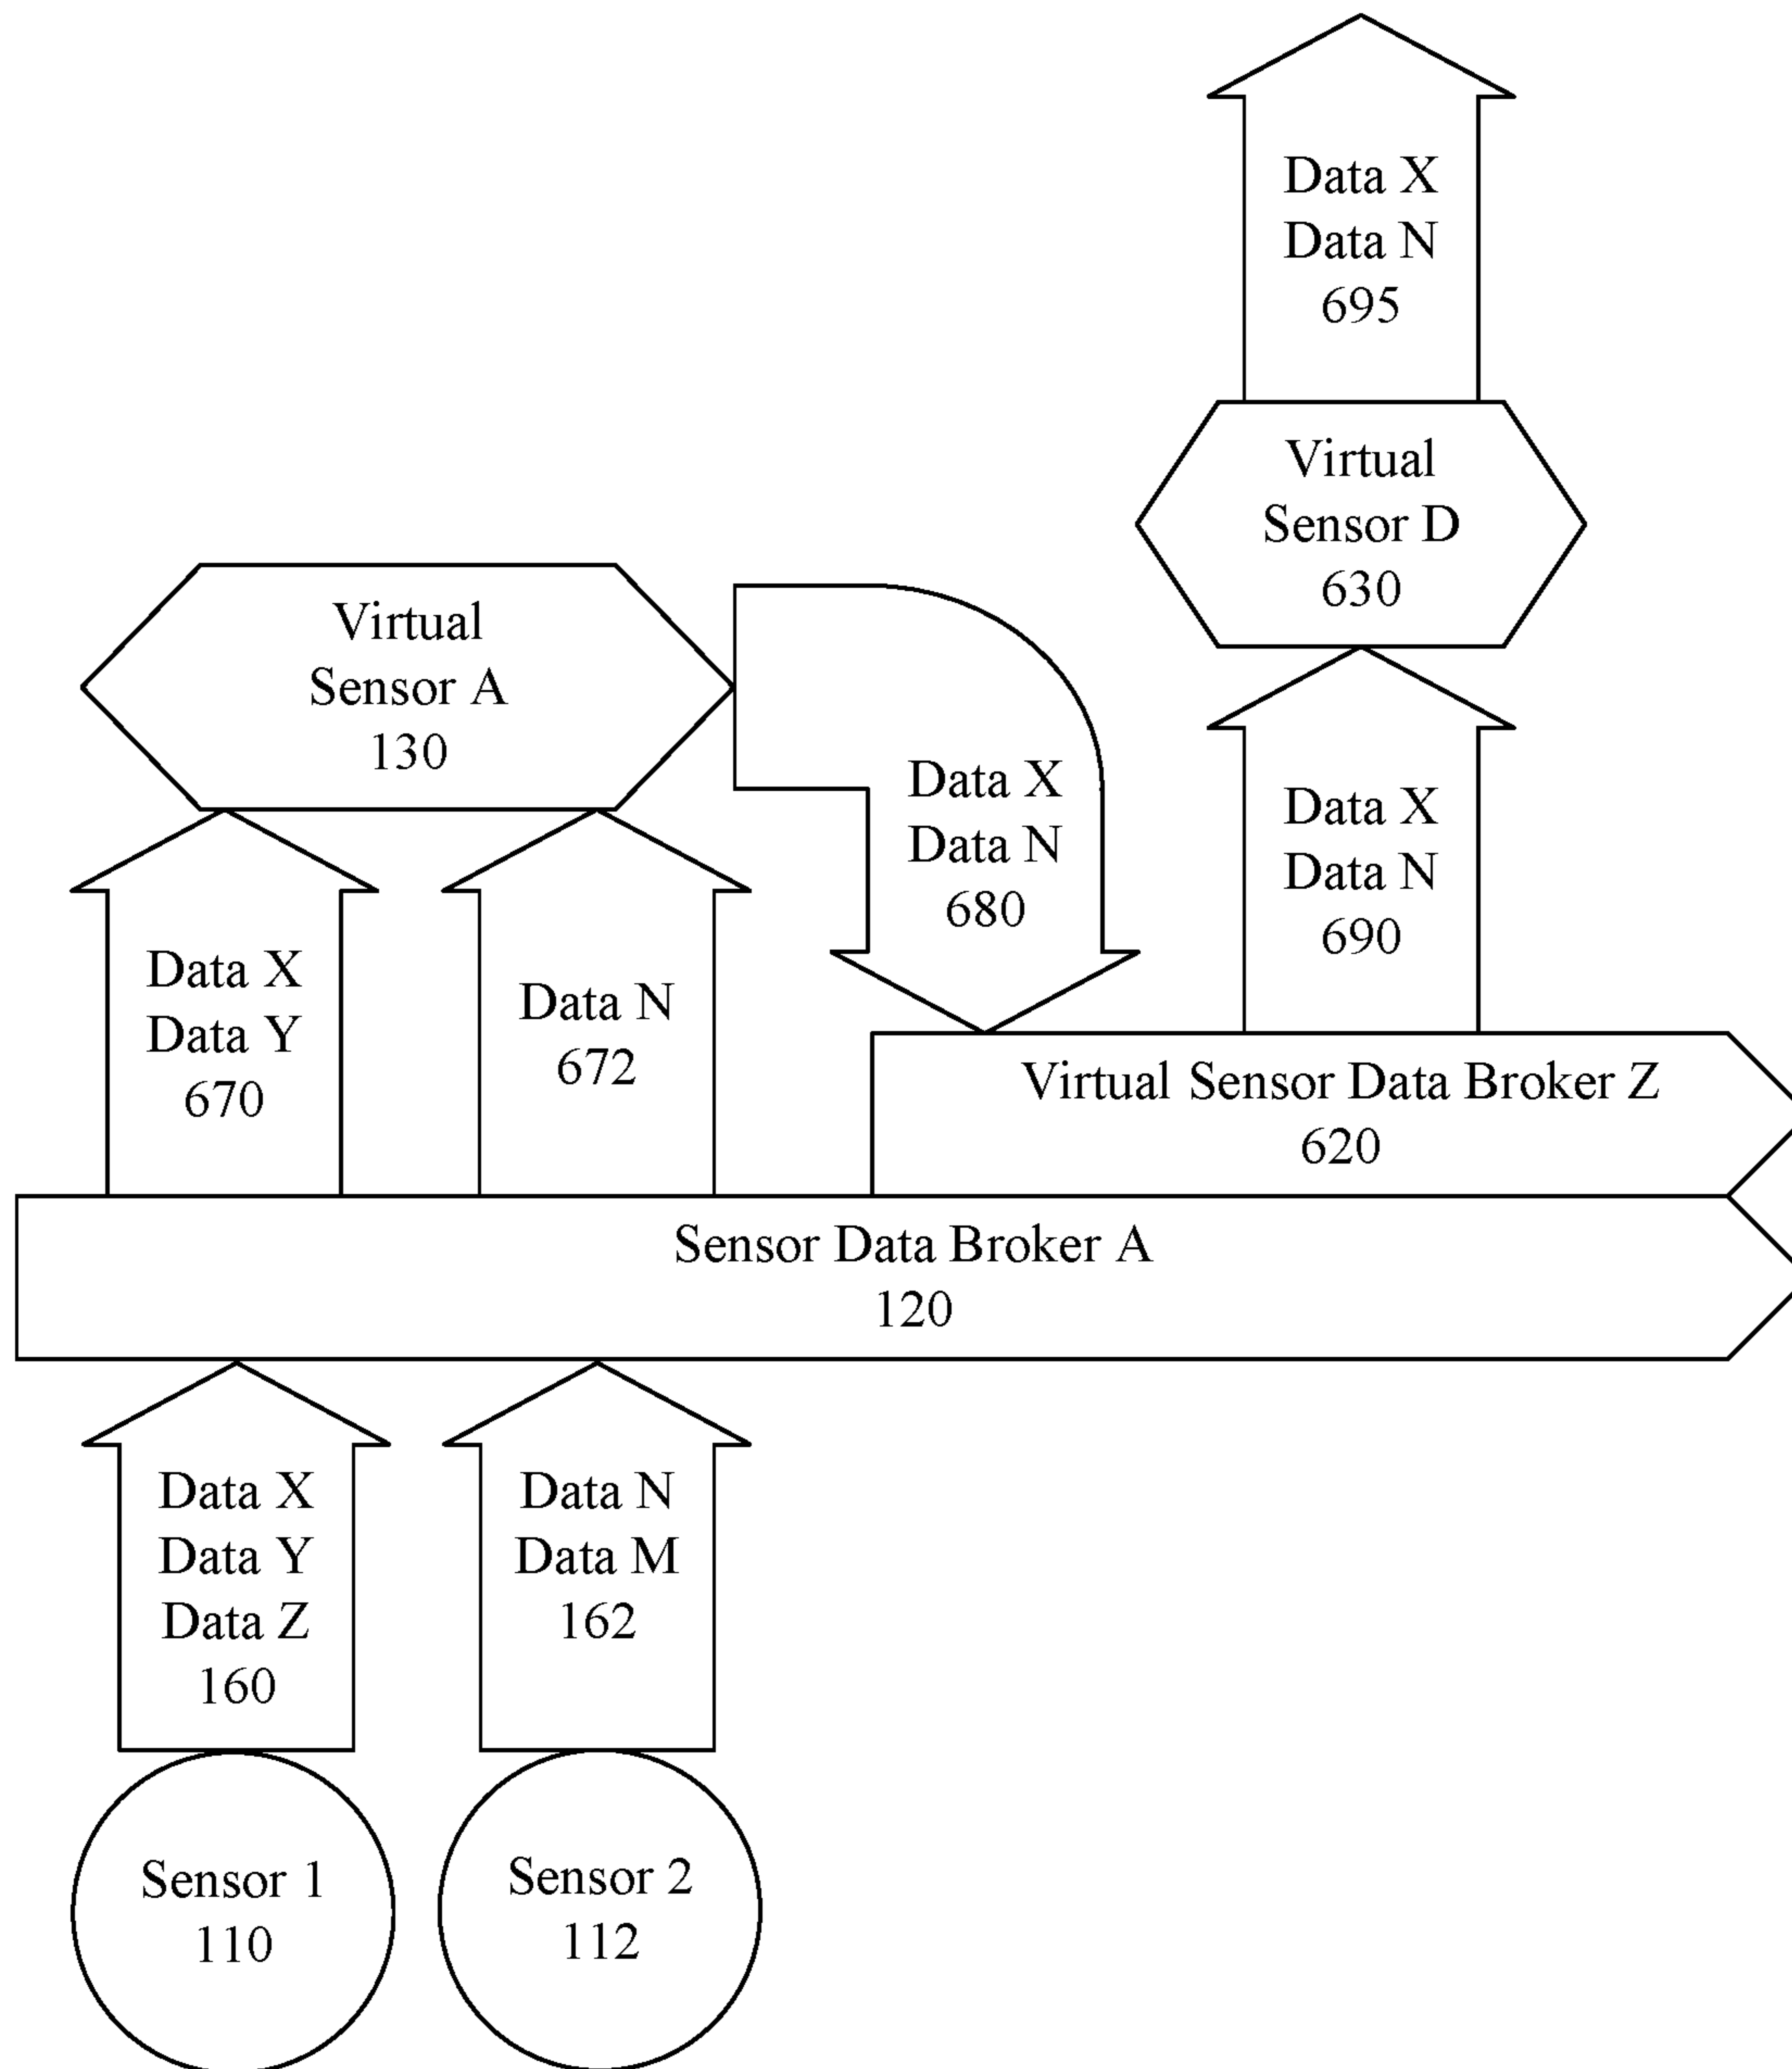 Data X
Data N
695
Virtual
Sensor D
630
Virtual
Sensor A
130
Data X
Data N
680
Data X
Data N
690
Data X
Data Y
670
Data N
672
Virtual Sensor Data Broker Z
620
Sensor Data Broker A
120
Data X
Data Y
Data Z
160
Data N
Data M
162
Sensor 1
110
Sensor 2
112